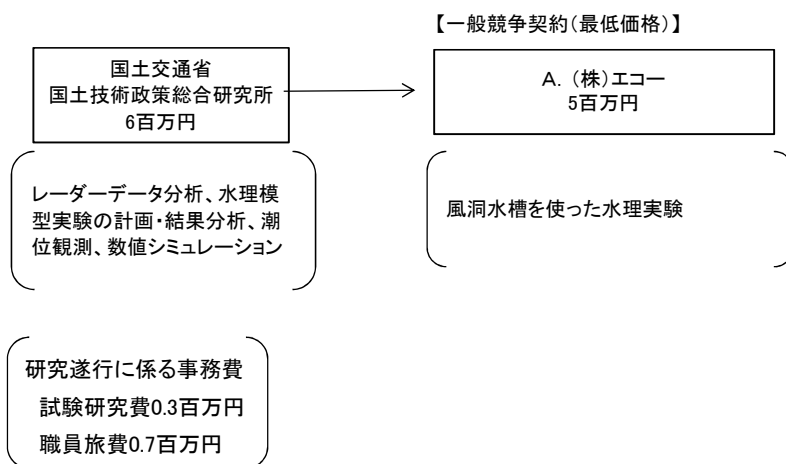 【一般競争契約(最低価格)】
国土交通省
国土技術政策総合研究所
6百万円
A. (株)エコー
5百万円
レーダーデータ分析、水理模
型実験の計画・結果分析、潮
位観測、数値シミュレーション
風洞水槽を使った水理実験
研究遂行に係る事務費
試験研究費0.3百万円
職員旅費0.7百万円